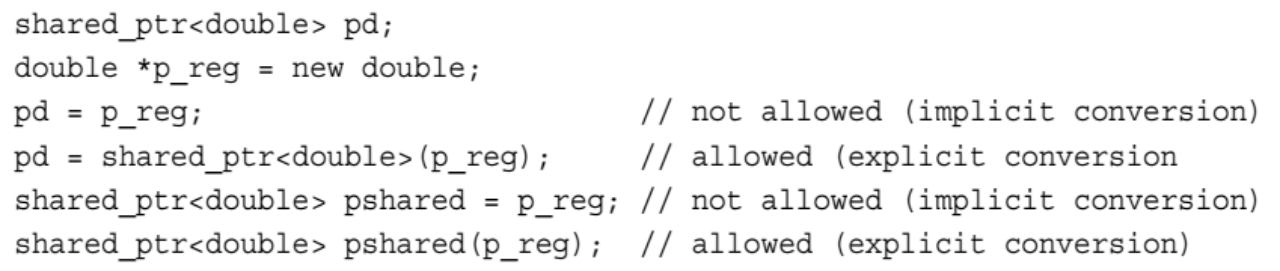 shared_ptr<double> pd;
double *p_reg = new double;
pd = p_reg; // not allowed (implicit conversion)
pd = shared_ptr<double>(p_reg); // allowed (explicit conversion
shared_ptr<double> pshared = p_reg; // not allowed (implicit conversion)
shared_ptr<double> pshared(p_reg); // allowed (explicit conversion)